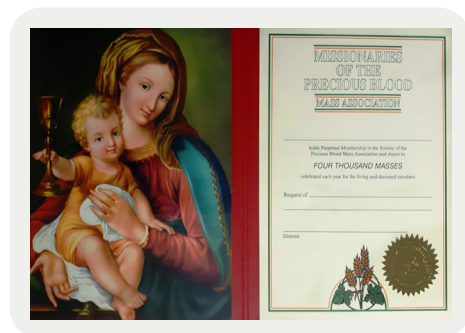 MISSIONARIES
OF THE
PRECIOUS BLOOD
MASS ASSOCIATION
holds Perpetual Membership in the Society of the
Precious Blood Mass Association and shares in
FOUR THOUSAND MASSES
celebrated each year for the living and deceased members
Request of
Director